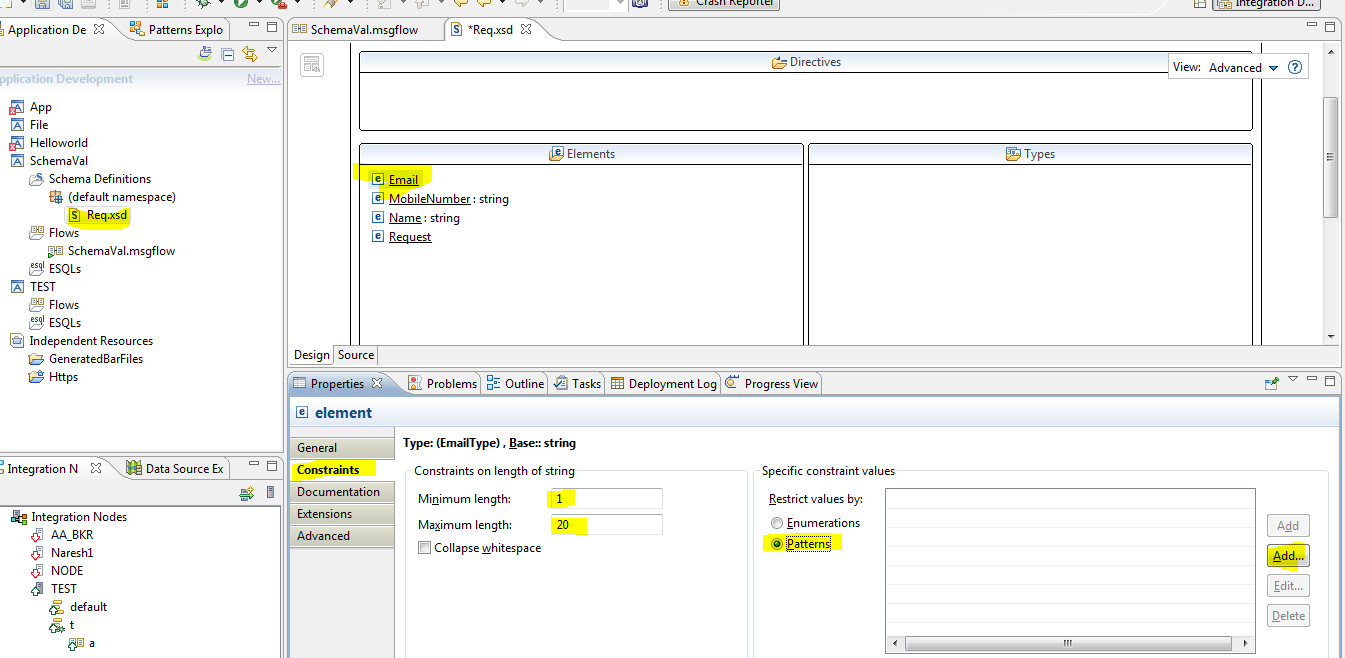 Crash Reporter
Integration D...
Application De
Patterns Explo
Application Development
New...
App
File
Helloworld
SchemaVal
Schema Definitions
(default namespace)
Req.xsd
Flows
SchemaVal.msgflow
ESQLs
TEST
Flows
ESQLs
Independent Resources
GeneratedBarFiles
Https
SchemaVal.msgflow
*Req.xsd
Directives
View: Advanced
Elements
Types
Email
MobileNumber : string
Name : string
Request
Design
Source
Integration N
Data Source Ex
Integration Nodes
AA_BKR
Naresh1
NODE
TEST
default
t
a
Properties
Problems
Outline
Tasks
Deployment Log
Progress View
element
General
Constraints
Documentation
Extensions
Advanced
Type: (EmailType) , Base:: string
Constraints on length of string
Minimum length: 1
Maximum length: 20
Collapse whitespace
Specific constraint values
Restrict values by:
Enumerations
Patterns
Add
Add...
Edit...
Delete